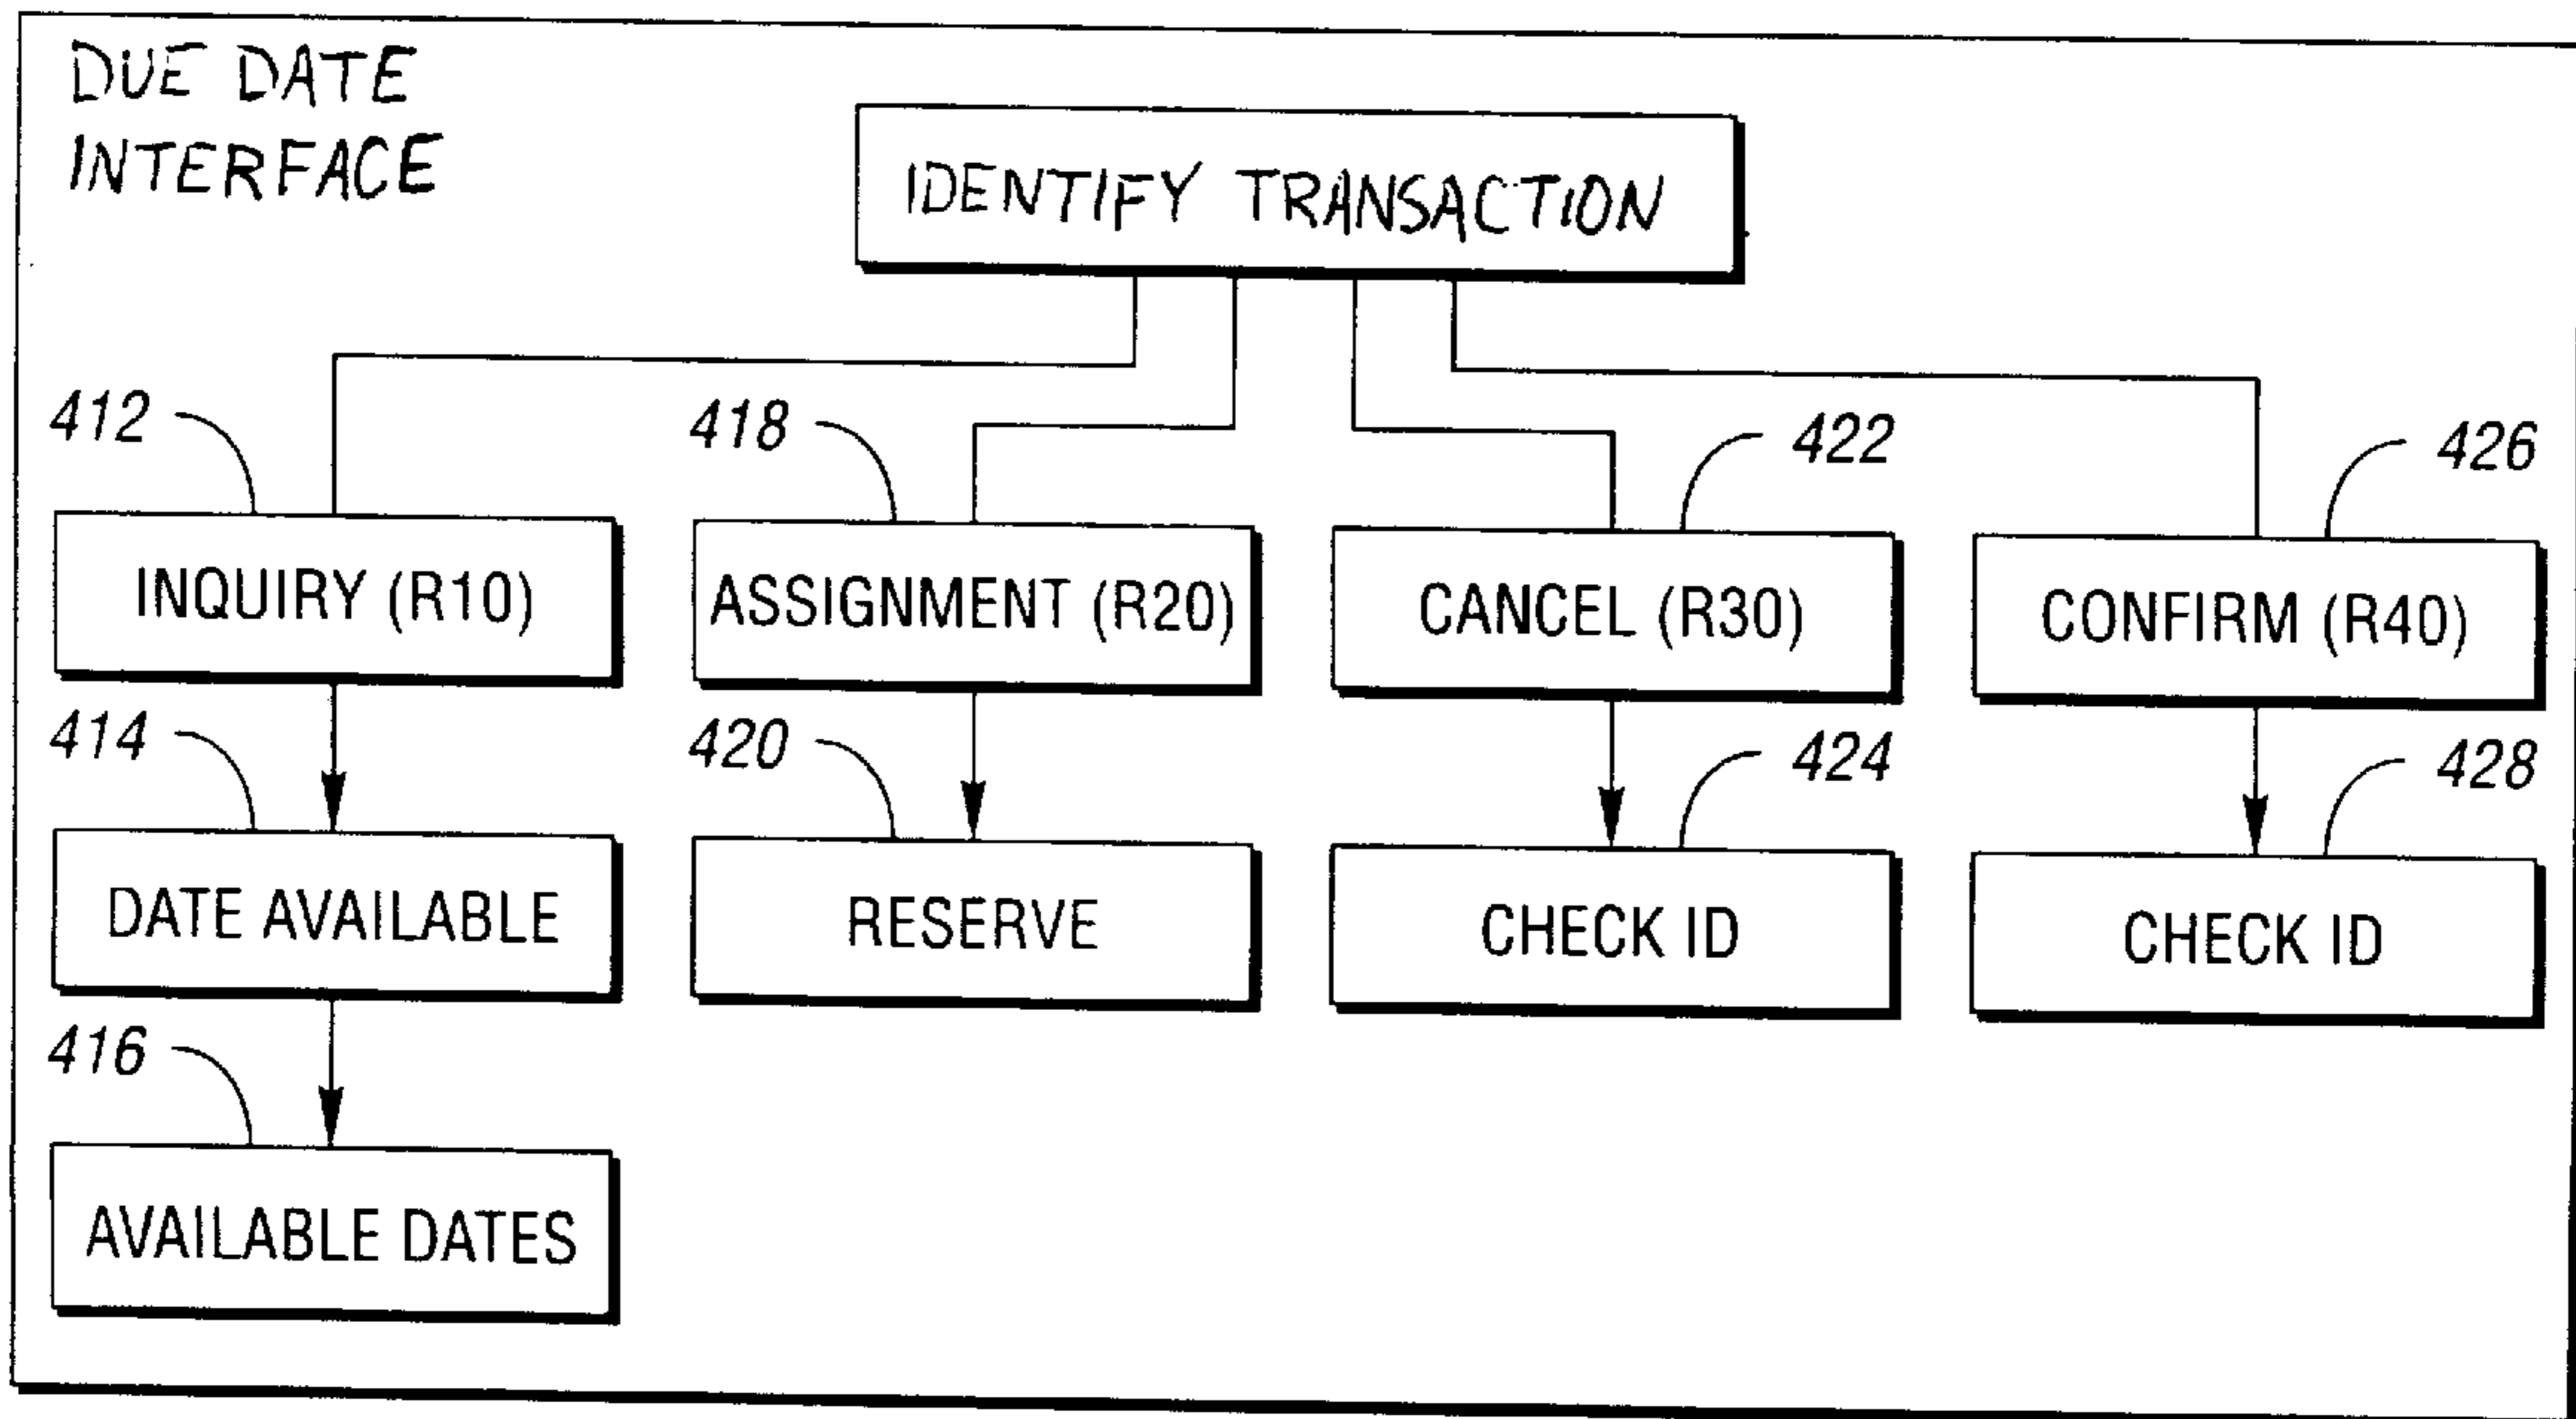 DUE DATE
INTERFACE
IDENTIFY TRANSACTION
412
418
422
426
INQUIRY (R10)
ASSIGNMENT (R20)
CANCEL (R30)
CONFIRM (R40)
414
420
424
428
DATE AVAILABLE
RESERVE
CHECK ID
CHECK ID
416
AVAILABLE DATES